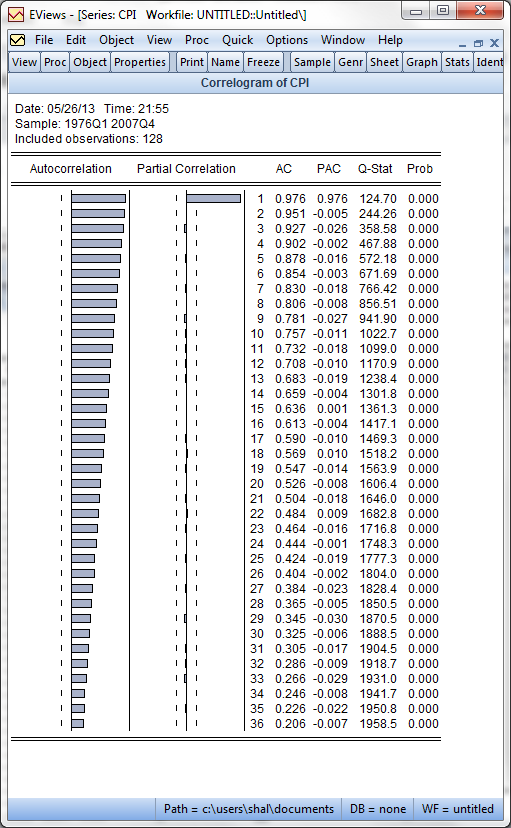 EViews - [Series: CPI   Workfile: UNTITLED::Untitled\]
File Edit Object View Proc Quick Options Window Help
View Proc Object Properties Print Name Freeze Sample Genr Sheet Graph Stats Ident
Correlogram of CPI
Date: 05/26/13   Time: 21:55
Sample: 1976Q1 2007Q4
Included observations: 128
Autocorrelation Partial Correlation AC PAC Q-Stat Prob
1 0.976 0.976 124.70 0.000
2 0.951 -0.005 244.26 0.000
3 0.927 -0.026 358.58 0.000
4 0.902 -0.002 467.88 0.000
5 0.878 -0.016 572.18 0.000
6 0.854 -0.003 671.69 0.000
7 0.830 -0.018 766.42 0.000
8 0.806 -0.008 856.51 0.000
9 0.781 -0.027 941.90 0.000
10 0.757 -0.011 1022.7 0.000
11 0.732 -0.018 1099.0 0.000
12 0.708 -0.010 1170.9 0.000
13 0.683 -0.019 1238.4 0.000
14 0.659 -0.004 1301.8 0.000
15 0.636 0.001 1361.3 0.000
16 0.613 -0.004 1417.1 0.000
17 0.590 -0.010 1469.3 0.000
18 0.569 0.010 1518.2 0.000
19 0.547 -0.014 1563.9 0.000
20 0.526 -0.008 1606.4 0.000
21 0.504 -0.018 1646.0 0.000
22 0.484 0.009 1682.8 0.000
23 0.464 -0.016 1716.8 0.000
24 0.444 -0.001 1748.3 0.000
25 0.424 -0.019 1777.3 0.000
26 0.404 -0.002 1804.0 0.000
27 0.384 -0.023 1828.4 0.000
28 0.365 -0.005 1850.5 0.000
29 0.345 -0.030 1870.5 0.000
30 0.325 -0.006 1888.5 0.000
31 0.305 -0.017 1904.5 0.000
32 0.286 -0.009 1918.7 0.000
33 0.266 -0.029 1931.0 0.000
34 0.246 -0.008 1941.7 0.000
35 0.226 -0.022 1950.8 0.000
36 0.206 -0.007 1958.5 0.000
Path = c:\users\shal\documents DB = none WF = untitled